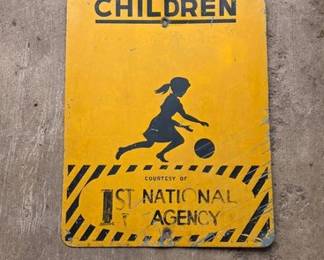 CHILDREN
COURTESY OF
1ST NATIONAL
AGENCY